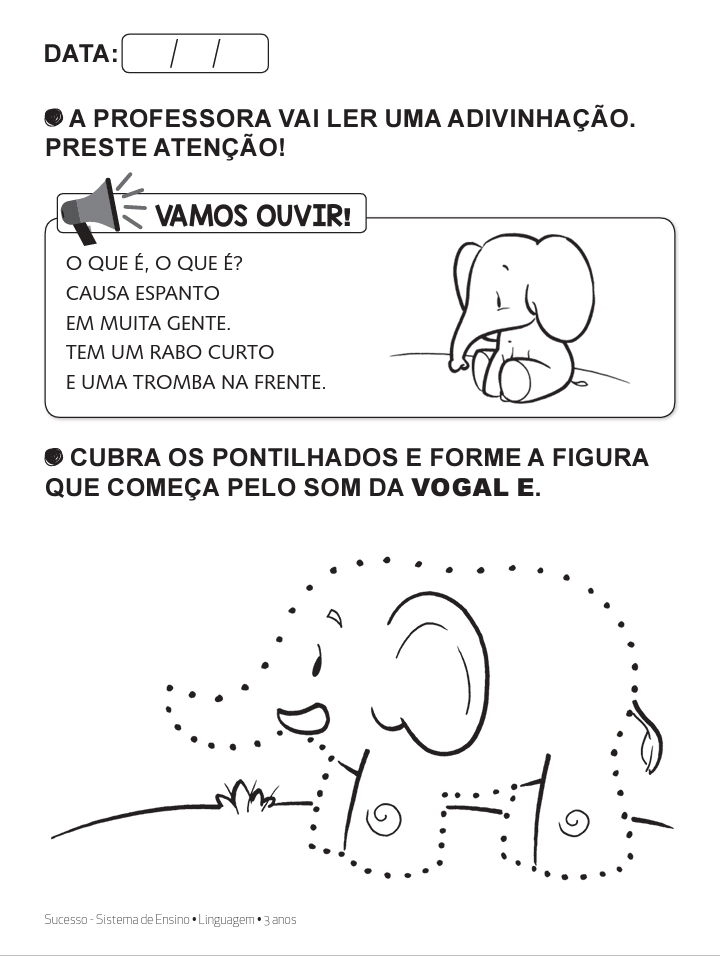 DATA: / /
A PROFESSORA VAI LER UMA ADIVINHAÇÃO.
PRESTE ATENÇÃO!
VAMOS OUVIR!
O QUE É, O QUE É?
CAUSA ESPANTO
EM MUITA GENTE.
TEM UM RABO CURTO
E UMA TROMBA NA FRENTE.
CUBRA OS PONTILHADOS E FORME A FIGURA
QUE COMEÇA PELO SOM DA VOGAL E.
Sucesso - Sistema de Ensino • Linguagem • 3 anos